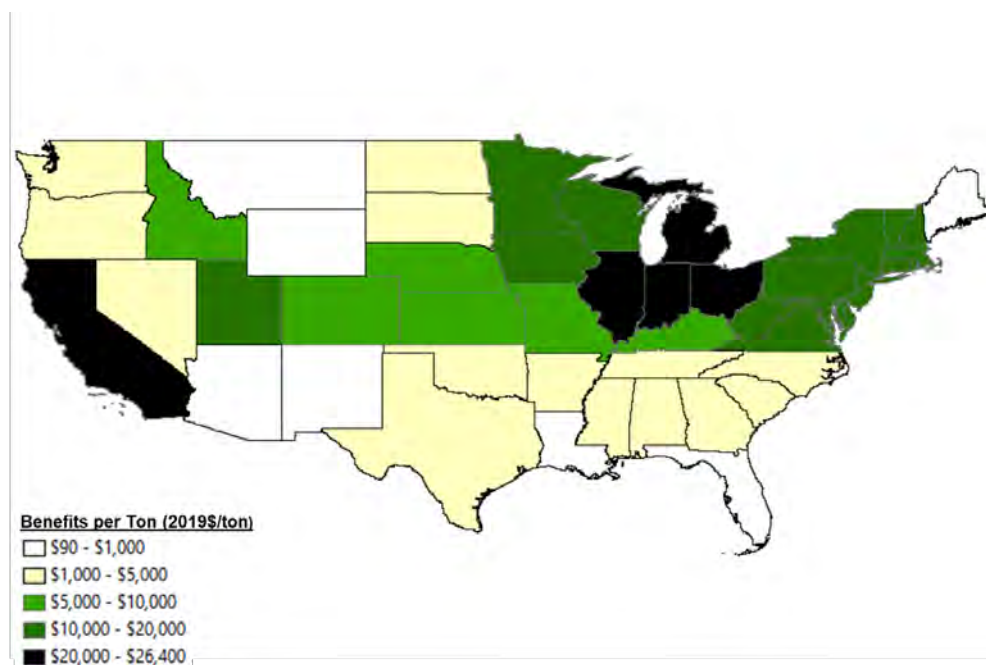 Benefits per Ton (2019$/ton)
$90 - $1,000
$1,000 - $5,000
$5,000 - $10,000
$10,000 - $20,000
$20,000 - $26,400